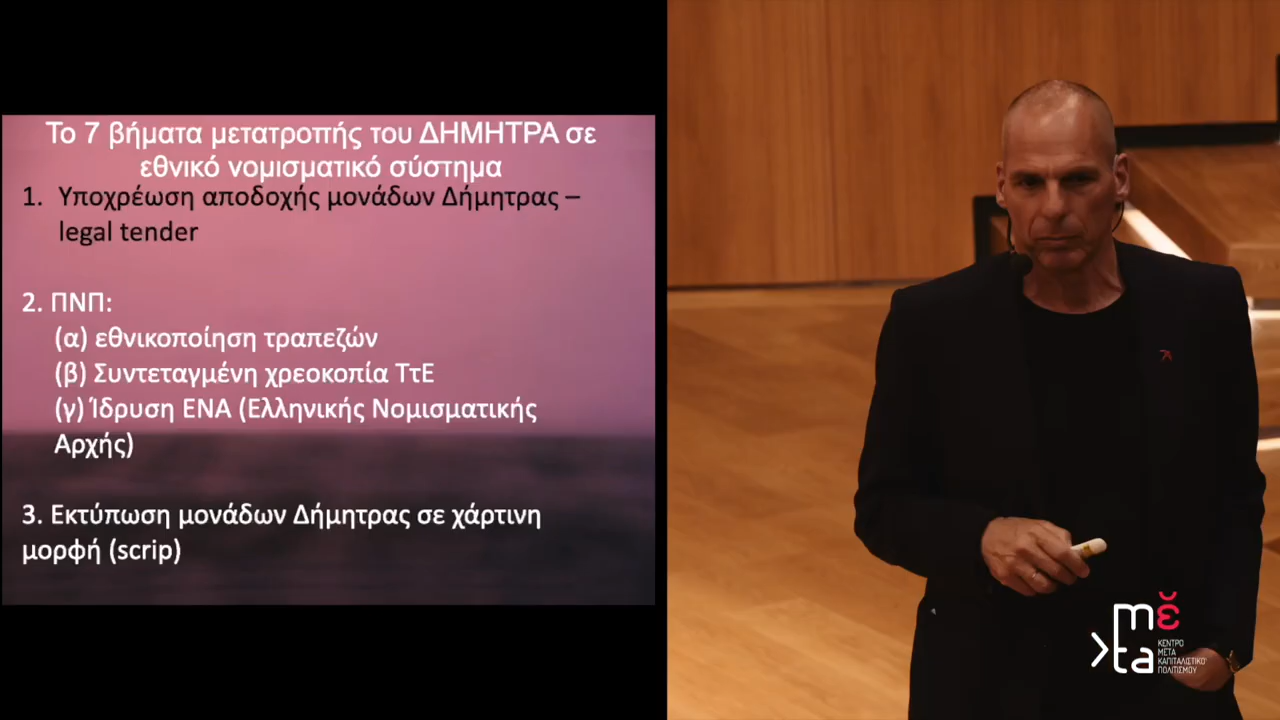 Το 7 βήματα μετατροπής του ΔΗΜΗΤΡΑ σε
εθνικό νομισματικό σύστημα
1. Υποχρέωση αποδοχής μονάδων Δήμητρας –
legal tender
2. ΠΝΠ:
(α) εθνικοποίηση τραπεζών
(β) Συντεταγμένη χρεοκοπία ΤτΕ
(γ) Ίδρυση ΕΝΑ (Ελληνικής Νομισματικής
Αρχής)
3. Εκτύπωση μονάδων Δήμητρας σε χάρτινη
μορφή (scrip)
mέ
ta
ΚΕΝΤΡΟ
ΜΕΤΑ
ΚΑΠΙΤΑΛΙΣΤΙΚΟΥ
ΠΟΛΙΤΙΣΜΟΥ